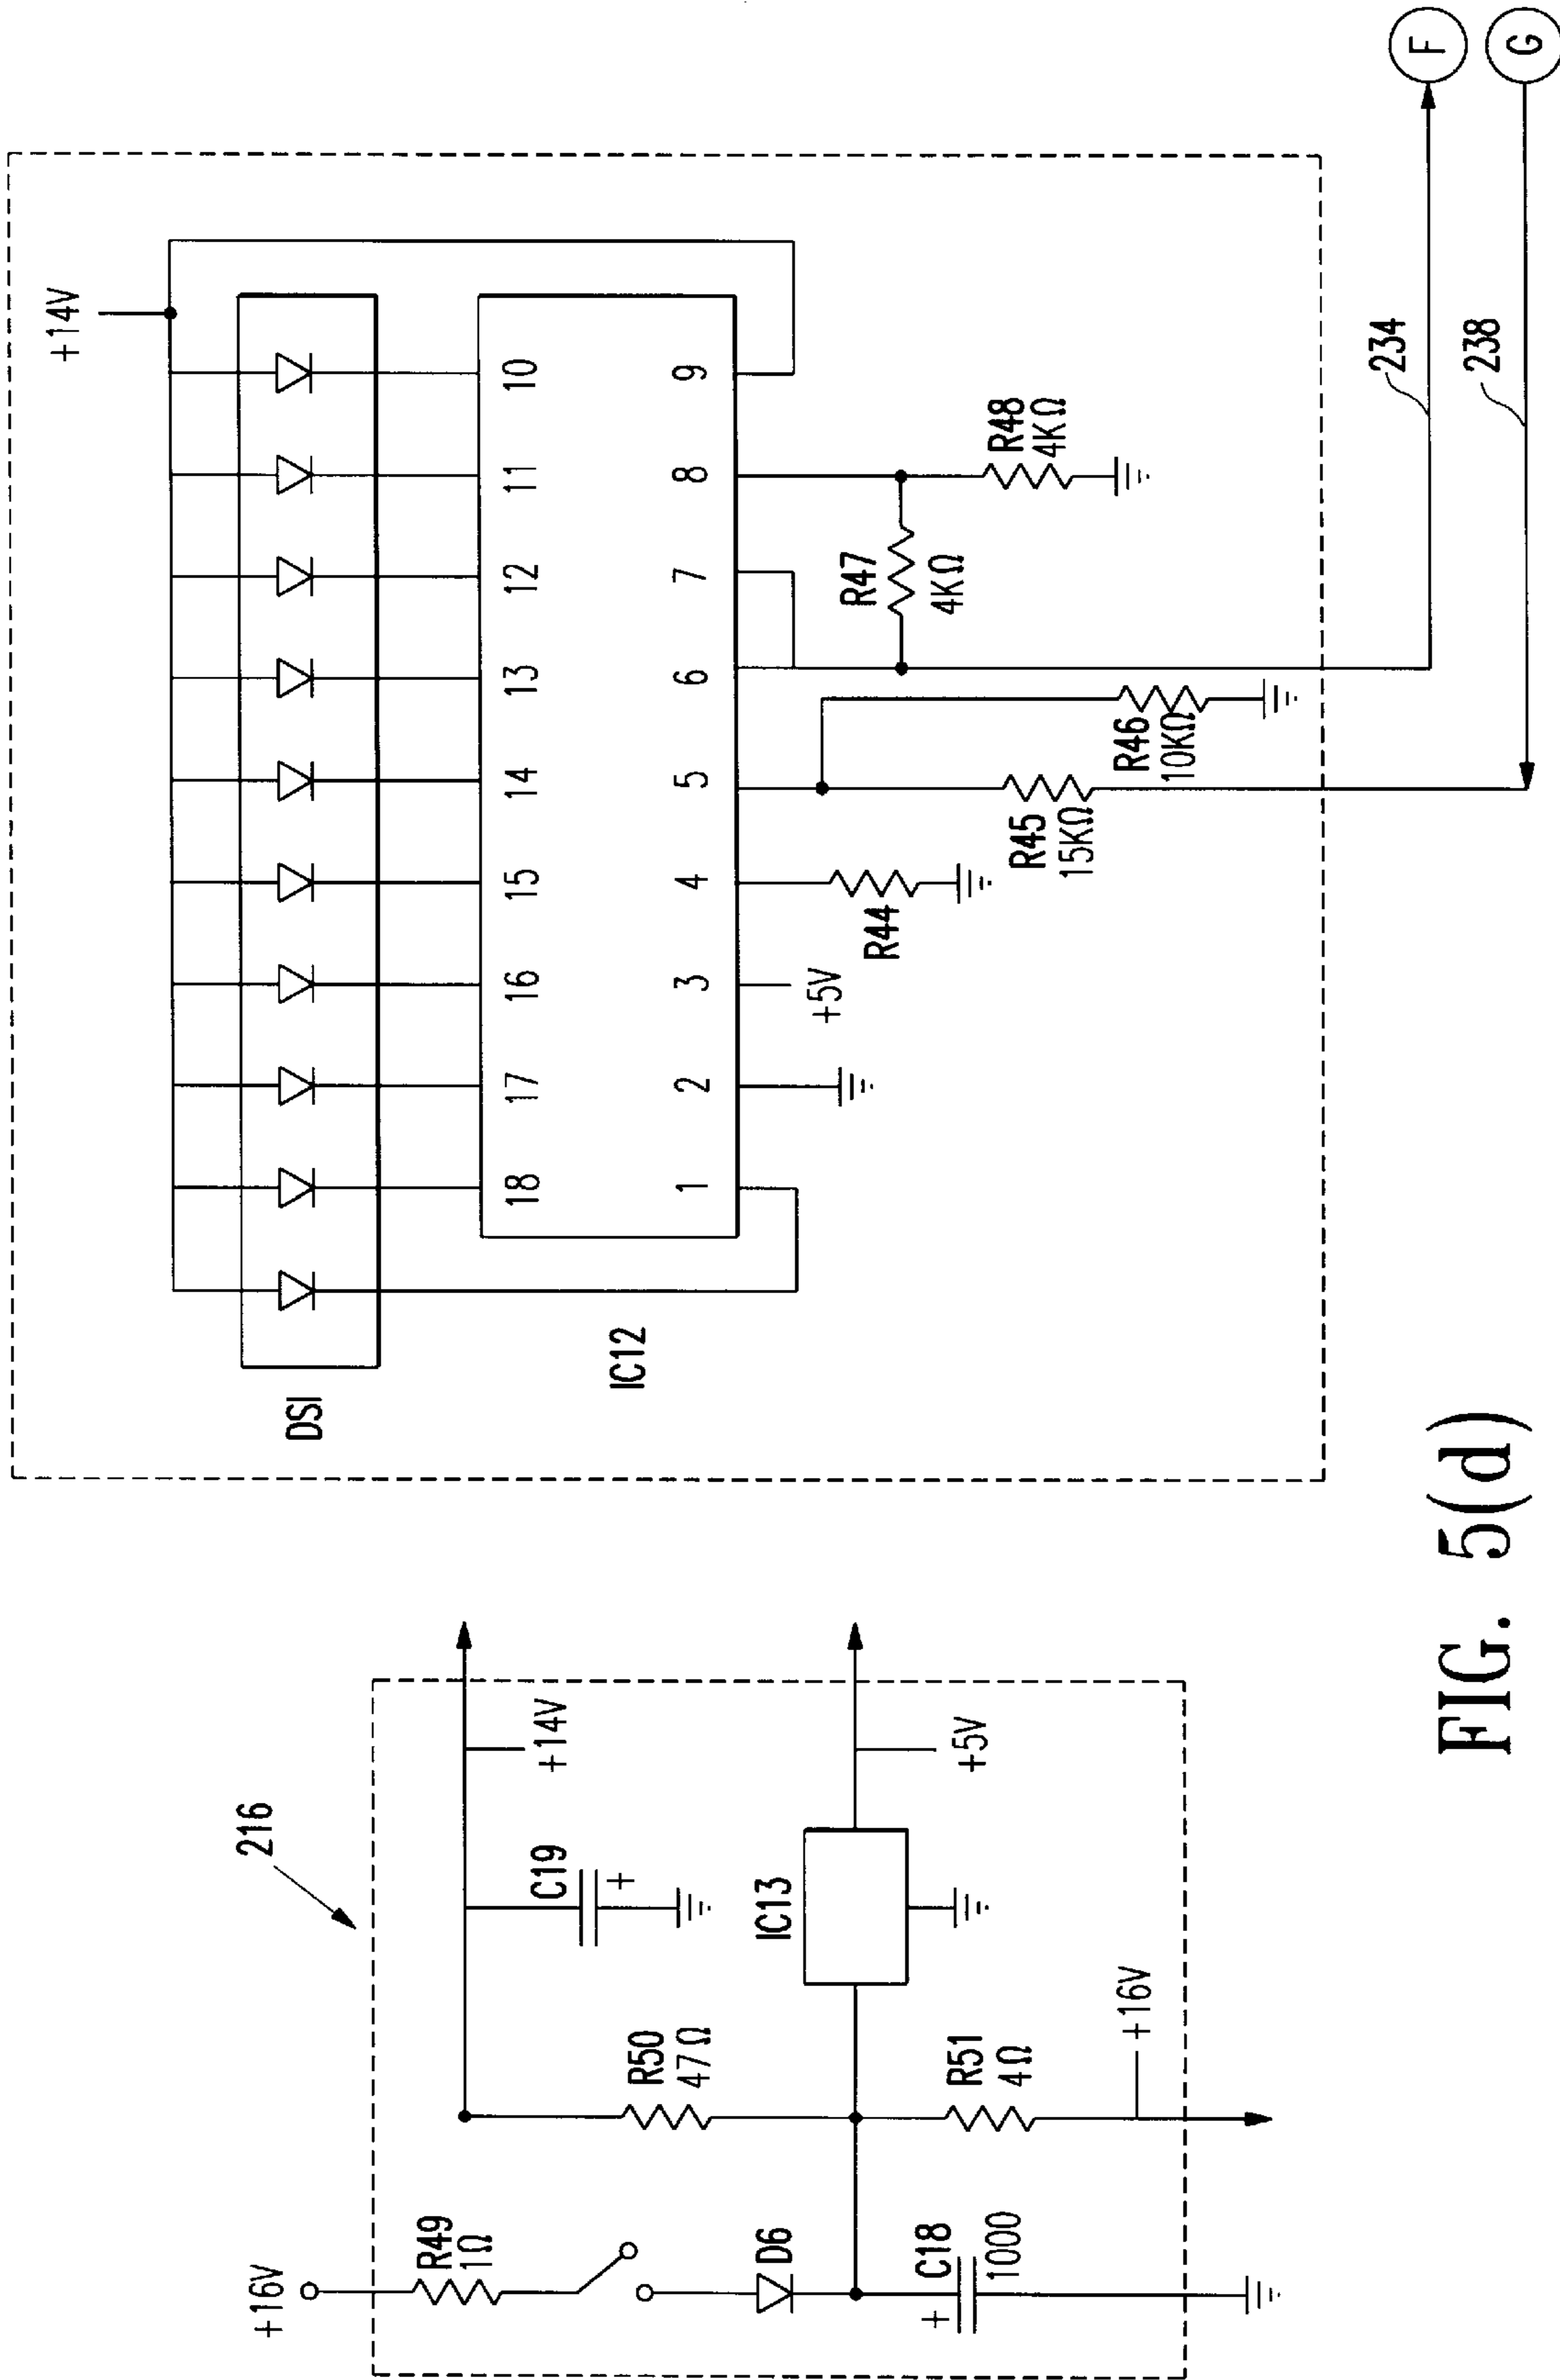 +16V
R49
1Ω
D6
+
C18
1000
216
R50
47Ω
R51
4Ω
+16V
C19
+
+14V
IC13
+5V
DSI
+14V
IC12
18 17 16 15 14 13 12 11 10
1 2 3 4 5 6 7 8 9
+5V
R44
R45
15KΩ
R46
10KΩ
R47
4KΩ
R48
4KΩ
234
F
238
G
FIG. 5(d)